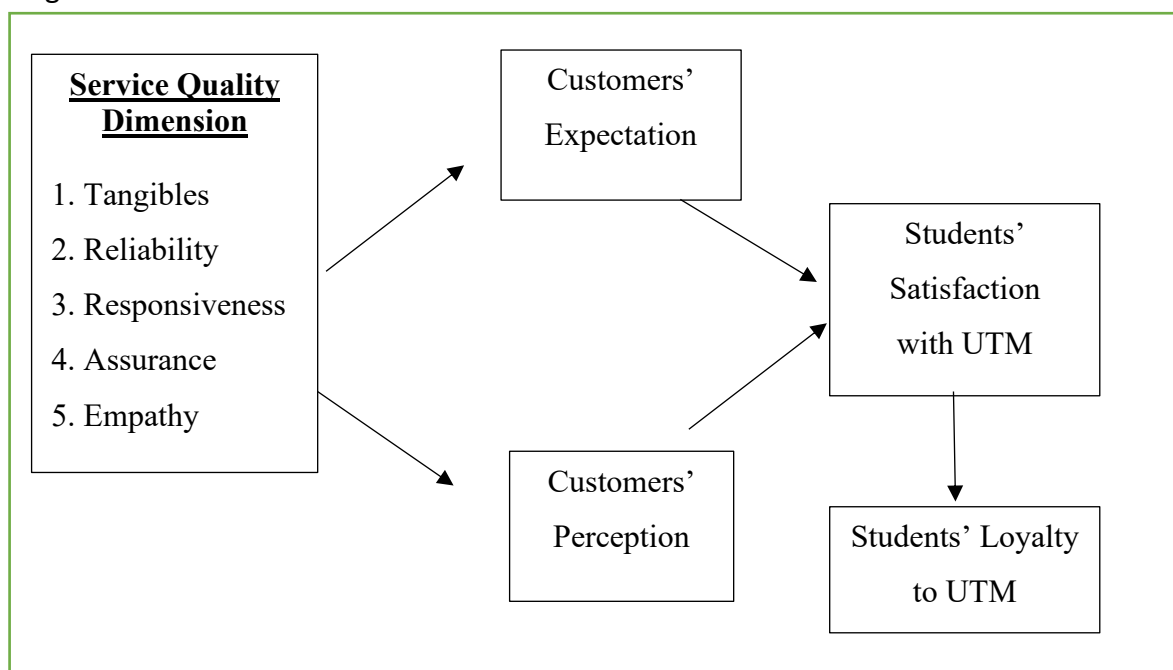 Service Quality
Dimension
1. Tangibles
2. Reliability
3. Responsiveness
4. Assurance
5. Empathy
Customers’
Expectation
Customers’
Perception
Students’
Satisfaction
with UTM
Students’ Loyalty
to UTM